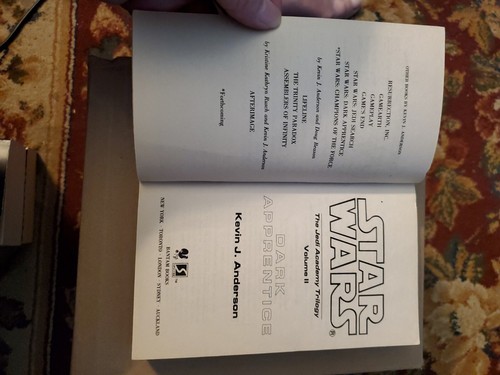 OTHER BOOKS BY KEVIN J. ANDERSON
RESURRECTION, INC.
GAMEEARTH
GAMEPLAY
GAME'S END
STAR WARS: JEDI SEARCH
STAR WARS: DARK APPRENTICE
*STAR WARS: CHAMPIONS OF THE FORCE
by Kevin J. Anderson and Doug Beason
LIFELINE
THE TRINITY PARADOX
ASSEMBLERS OF INFINITY
by Kristine Kathryn Rusch and Kevin J. Anderson
AFTERIMAGE
*Forthcoming
STAR
WARS®
The Jedi Academy Trilogy
Volume II
DARK
APPRENTICE
Kevin J. Anderson
BANTAM BOOKS
NEW YORK TORONTO LONDON SYDNEY AUCKLAND